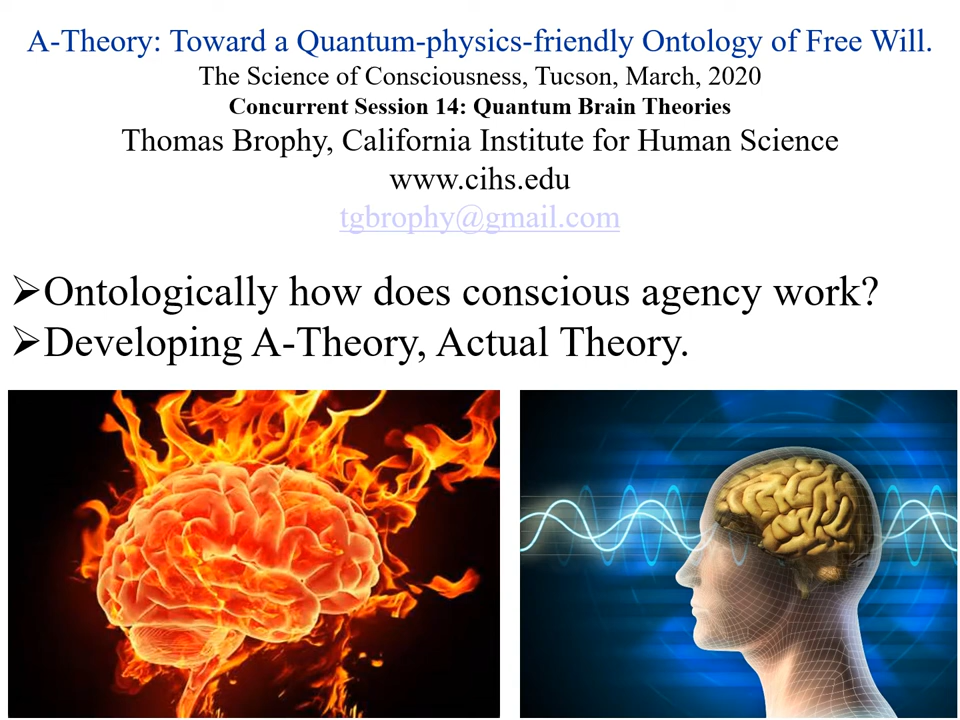 A-Theory: Toward a Quantum-physics-friendly Ontology of Free Will.
The Science of Consciousness, Tucson, March, 2020
Concurrent Session 14: Quantum Brain Theories
Thomas Brophy, California Institute for Human Science
www.cihs.edu
tgbrophy@gmail.com
➢Ontologically how does conscious agency work?
➢Developing A-Theory, Actual Theory.